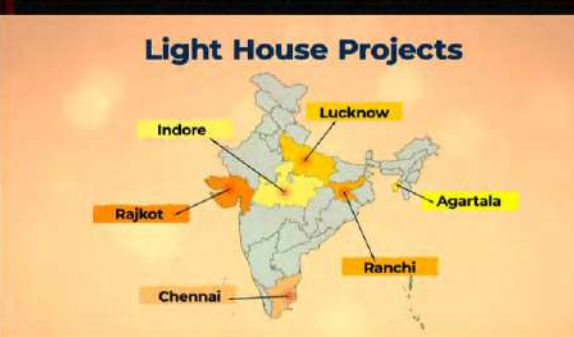 Light House Projects
Lucknow
Indore
Agartala
Rajkot
Ranchi
Chennai